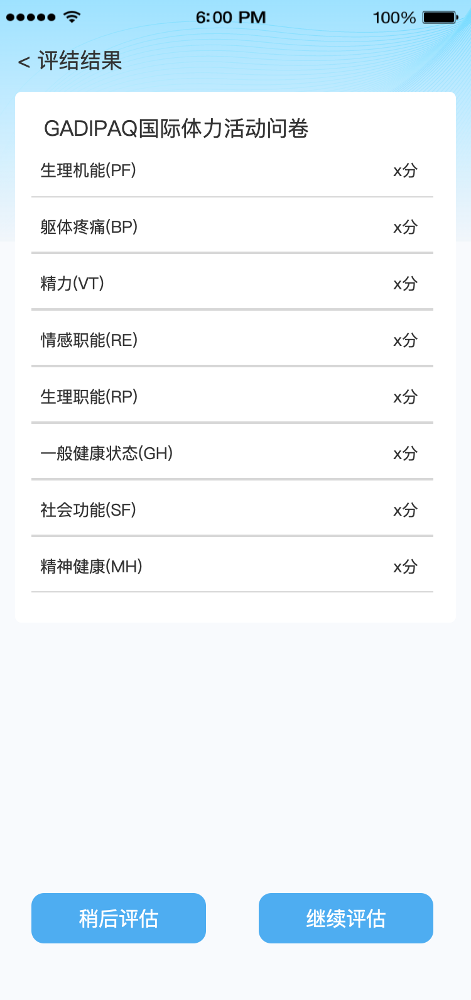 6:00 PM 100%
< 评结结果
GADIPAQ国际体力活动问卷
生理机能(PF) x分
躯体疼痛(BP) x分
精力(VT) x分
情感职能(RE) x分
生理职能(RP) x分
一般健康状态(GH) x分
社会功能(SF) x分
精神健康(MH) x分
稍后评估 继续评估